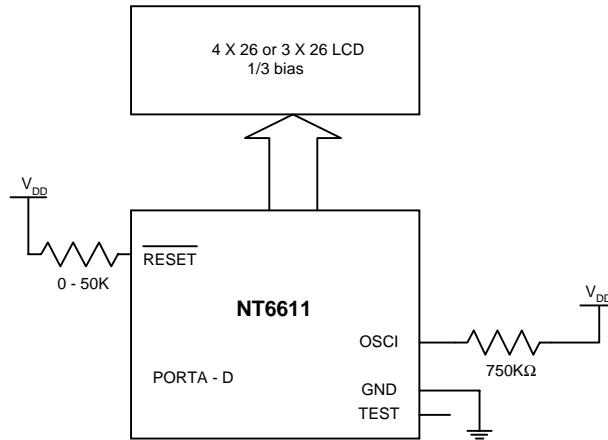 4 X 26 or 3 X 26 LCD
1/3 bias
VDD
RESET
0 - 50K
NT6611
VDD
OSCI
750KΩ
PORTA - D
GND
TEST